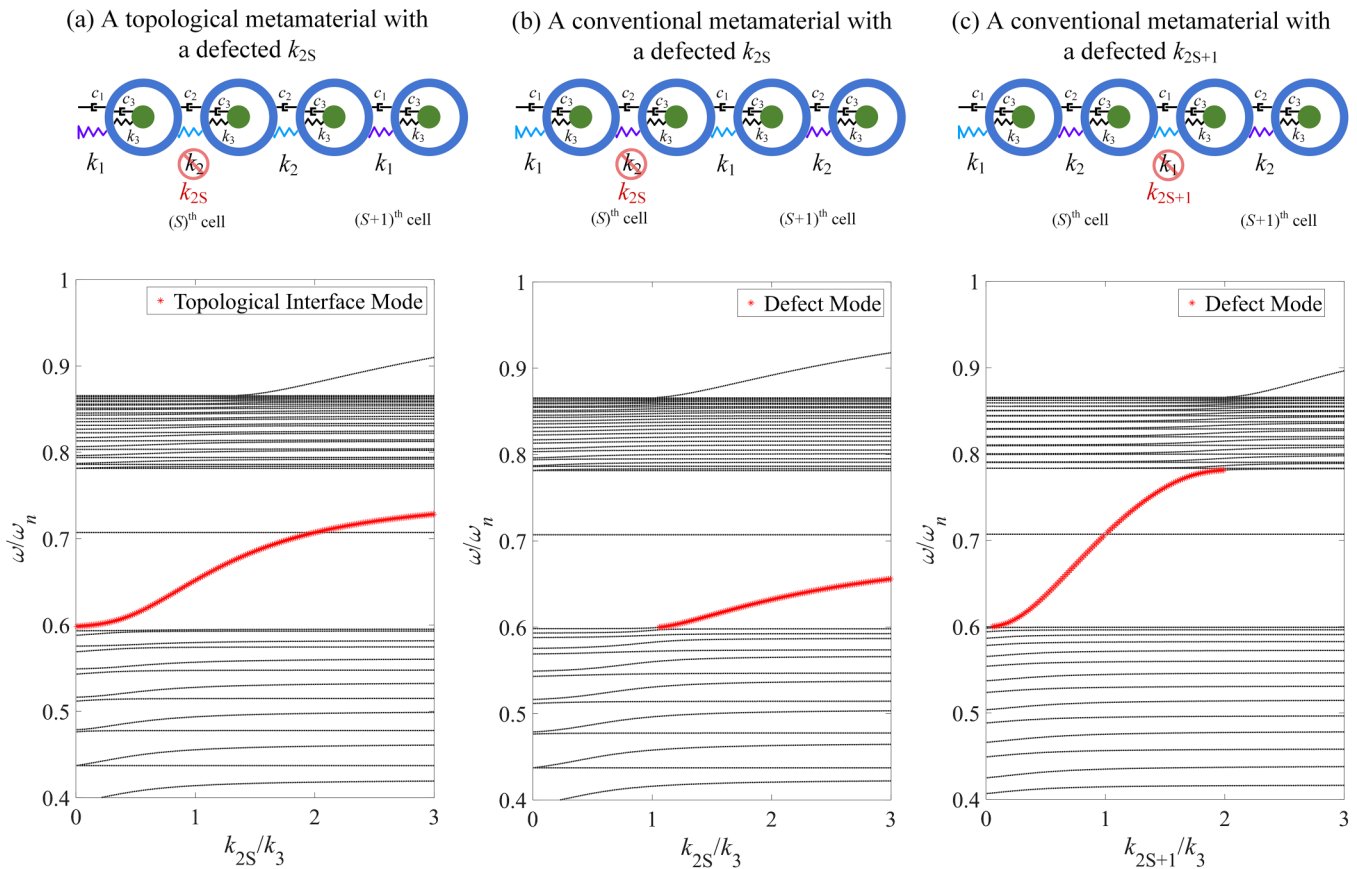 (a) A topological metamaterial with
a defected k2S
c1 c3 c2 c3 c2 c3 c1 c3
k3 k3 k3 k3
k1 k2 k2 k1
k2S
(S)th cell (S+1)th cell
1
Topological Interface Mode
0.9
0.8
0.7
0.6
0.5
0.4
ω/ωn
0 1 2 3
k2S/k3
(b) A conventional metamaterial with
a defected k2S
c1 c3 c2 c3 c1 c3 c2 c3
k3 k3 k3 k3
k1 k2 k1 k2
k2S
(S)th cell (S+1)th cell
1
Defect Mode
0.9
0.8
0.7
0.6
0.5
0.4
ω/ωn
0 1 2 3
k2S/k3
(c) A conventional metamaterial with
a defected k2S+1
c1 c3 c2 c3 c1 c3 c2 c3
k3 k3 k3 k3
k1 k2 k1 k2
k2S+1
(S)th cell (S+1)th cell
1
Defect Mode
0.9
0.8
0.7
0.6
0.5
0.4
ω/ωn
0 1 2 3
k2S+1/k3